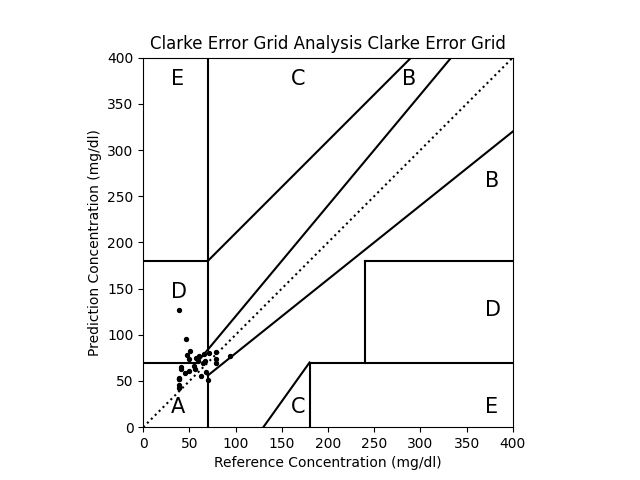 Clarke Error Grid Analysis Clarke Error Grid
400
350
300
250
200
150
100
50
0
Prediction Concentration (mg/dl)
E
C
B
B
D
D
A
C
E
0
50
100
150
200
250
300
350
400
Reference Concentration (mg/dl)